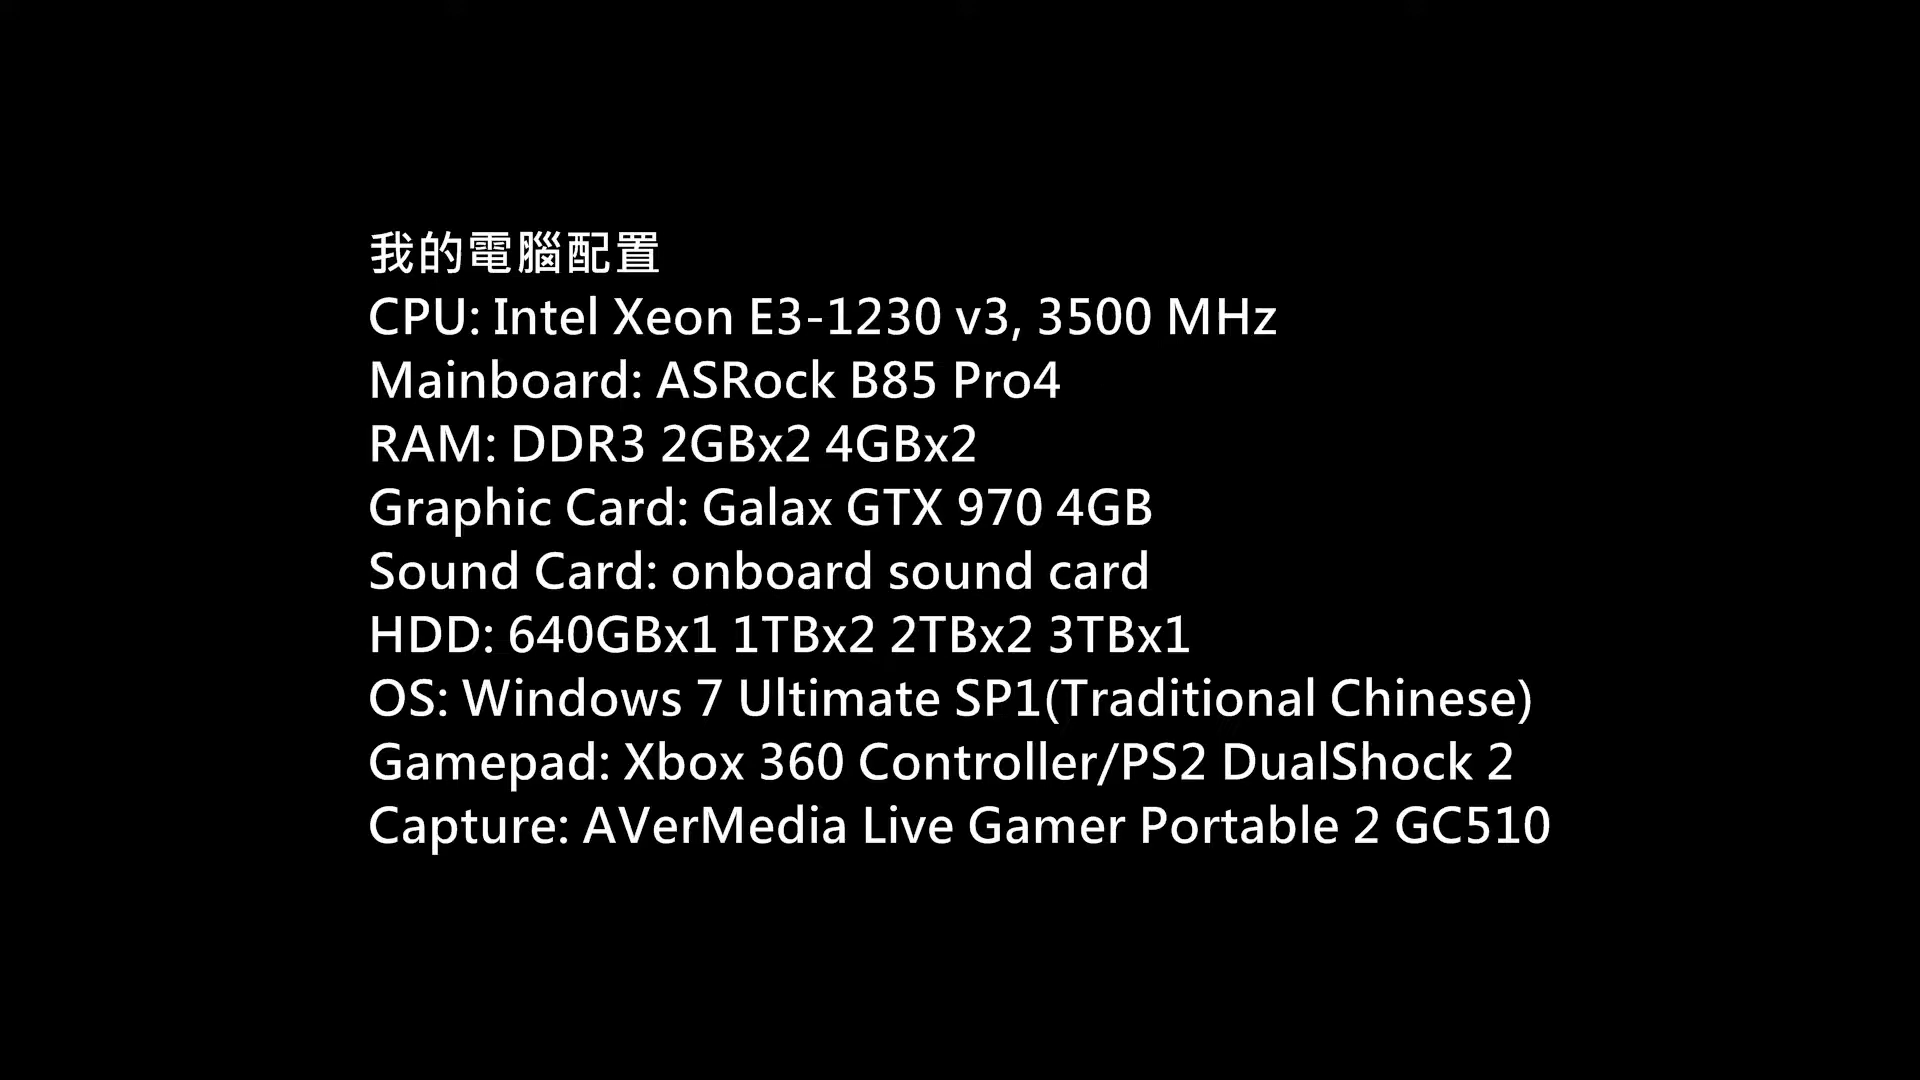 我的電腦配置
CPU: Intel Xeon E3-1230 v3, 3500 MHz
Mainboard: ASRock B85 Pro4
RAM: DDR3 2GBx2 4GBx2
Graphic Card: Galax GTX 970 4GB
Sound Card: onboard sound card
HDD: 640GBx1 1TBx2 2TBx2 3TBx1
OS: Windows 7 Ultimate SP1(Traditional Chinese)
Gamepad: Xbox 360 Controller/PS2 DualShock 2
Capture: AVerMedia Live Gamer Portable 2 GC510